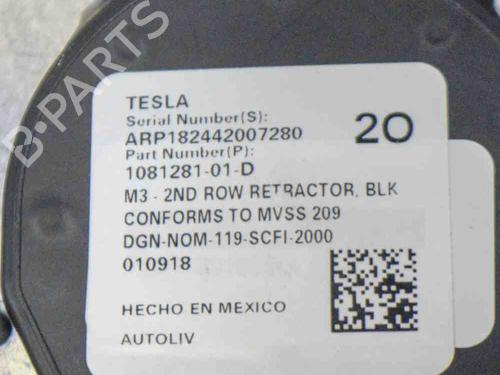 B-PARTS
TESLA
Serial Number(S):
ARP182442007280
20
Part Number(P):
1081281-01-D
M3 - 2ND ROW RETRACTOR, BLK
CONFORMS TO MVSS 209
DGN-NOM-119-SCFI-2000
010918
HECHO EN MEXICO
AUTOLIV